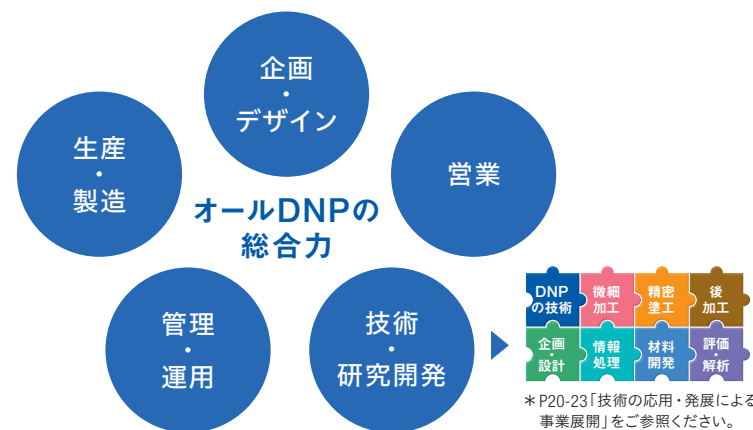 企画
・
デザイン
生産
・
製造
営業
オールDNPの
総合力
管理
・
運用
技術
・
研究開発
DNP
の技術
微細
加工
精密
塗工
後
加工
企画
・
設計
情報
処理
材料
開発
評価
・
解析
＊P20-23「技術の応用・発展による
事業展開」をご参照ください。